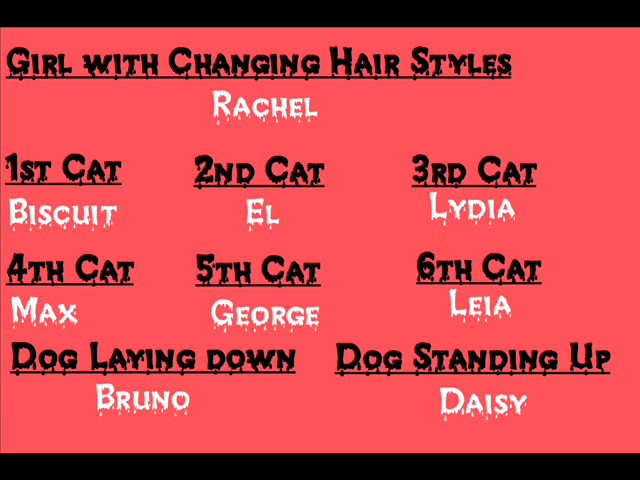 Girl with Changing Hair Styles
Rachel
1st Cat 2nd Cat 3rd Cat
Biscuit El Lydia
4th Cat 5th Cat 6th Cat
Max George Leia
Dog Laying down Dog Standing Up
Bruno Daisy